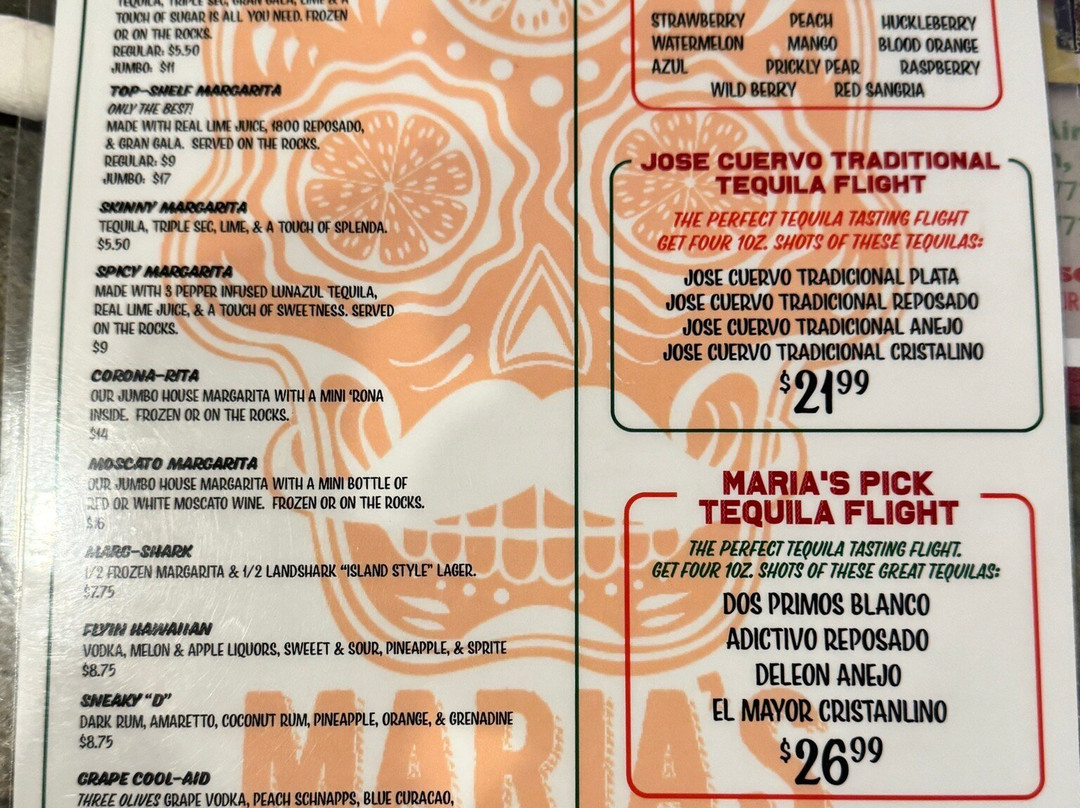 TEQUILA, TRIPLE SEC, GRAN GALA, LIME & A
TOUCH OF SUGAR IS ALL YOU NEED. FROZEN
OR ON THE ROCKS.
REGULAR: $5.50
JUMBO: $11
TOP-SHELF MARGARITA
ONLY THE BEST!
MADE WITH REAL LIME JUICE, 1800 REPOSADO,
& GRAN GALA. SERVED ON THE ROCKS.
REGULAR: $9
JUMBO: $17
SKINNY MARGARITA
TEQUILA, TRIPLE SEC, LIME, & A TOUCH OF SPLENDA.
$5.50
SPICY MARGARITA
MADE WITH 3 PEPPER INFUSED LUNAZUL TEQUILA,
REAL LIME JUICE, & A TOUCH OF SWEETNESS. SERVED
ON THE ROCKS.
$9
CORONA-RITA
OUR JUMBO HOUSE MARGARITA WITH A MINI 'RONA
INSIDE. FROZEN OR ON THE ROCKS.
$14
MOSCATO MARGARITA
OUR JUMBO HOUSE MARGARITA WITH A MINI BOTTLE OF
RED OR WHITE MOSCATO WINE. FROZEN OR ON THE ROCKS.
$16
MARG-SHARK
1/2 FROZEN MARGARITA & 1/2 LANDSHARK "ISLAND STYLE" LAGER.
$7.75
FLYIN HAWAIIAN
VODKA, MELON & APPLE LIQUORS, SWEEET & SOUR, PINEAPPLE, & SPRITE
$8.75
SNEAKY "D"
DARK RUM, AMARETTO, COCONUT RUM, PINEAPPLE, ORANGE, & GRENADINE
$8.75
GRAPE COOL-AID
THREE OLIVES GRAPE VODKA, PEACH SCHNAPPS, BLUE CURACAO,
STRAWBERRY PEACH HUCKLEBERRY
WATERMELON MANGO BLOOD ORANGE
AZUL PRICKLY PEAR RASPBERRY
WILD BERRY RED SANGRIA
JOSE CUERVO TRADITIONAL
TEQUILA FLIGHT
THE PERFECT TEQUILA TASTING FLIGHT
GET FOUR 1OZ. SHOTS OF THESE TEQUILAS:
JOSE CUERVO TRADICIONAL PLATA
JOSE CUERVO TRADICIONAL REPOSADO
JOSE CUERVO TRADICIONAL ANEJO
JOSE CUERVO TRADICIONAL CRISTALINO
$21.99
MARIA'S PICK
TEQUILA FLIGHT
THE PERFECT TEQUILA TASTING FLIGHT.
GET FOUR 1OZ. SHOTS OF THESE GREAT TEQUILAS:
DOS PRIMOS BLANCO
ADICTIVO REPOSADO
DELEON ANEJO
EL MAYOR CRISTANLINO
$26.99
MARIA'S